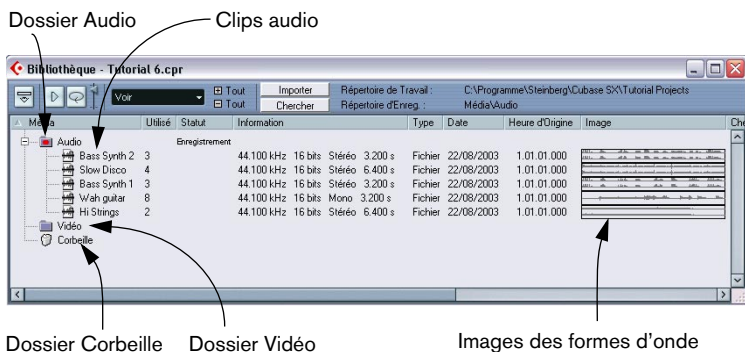 Dossier Audio
Clips audio
Bibliothèque - Tutorial 6.cpr
Voir
Tout
Tout
Importer
Chercher
Répertoire de Travail :
Répertoire d'Enreg. :
C:\Programme\Steinberg\Cubase SX\Tutorial Projects
Média\Audio
Média Utilisé Statut Information Type Date Heure d'Origine Image Che
Audio Enregistrement
Bass Synth 2 3 44.100 kHz 16 bits Stéréo 3.200 s Fichier 22/08/2003 1.01.01.000
Slow Disco 4 44.100 kHz 16 bits Stéréo 6.400 s Fichier 22/08/2003 1.01.01.000
Bass Synth 1 3 44.100 kHz 16 bits Stéréo 3.200 s Fichier 22/08/2003 1.01.01.000
Wah guitar 8 44.100 kHz 16 bits Mono 3.200 s Fichier 22/08/2003 1.01.01.000
Hi Strings 2 44.100 kHz 16 bits Stéréo 6.400 s Fichier 22/08/2003 1.01.01.000
Vidéo
Corbeille
Dossier Corbeille
Dossier Vidéo
Images des formes d'onde